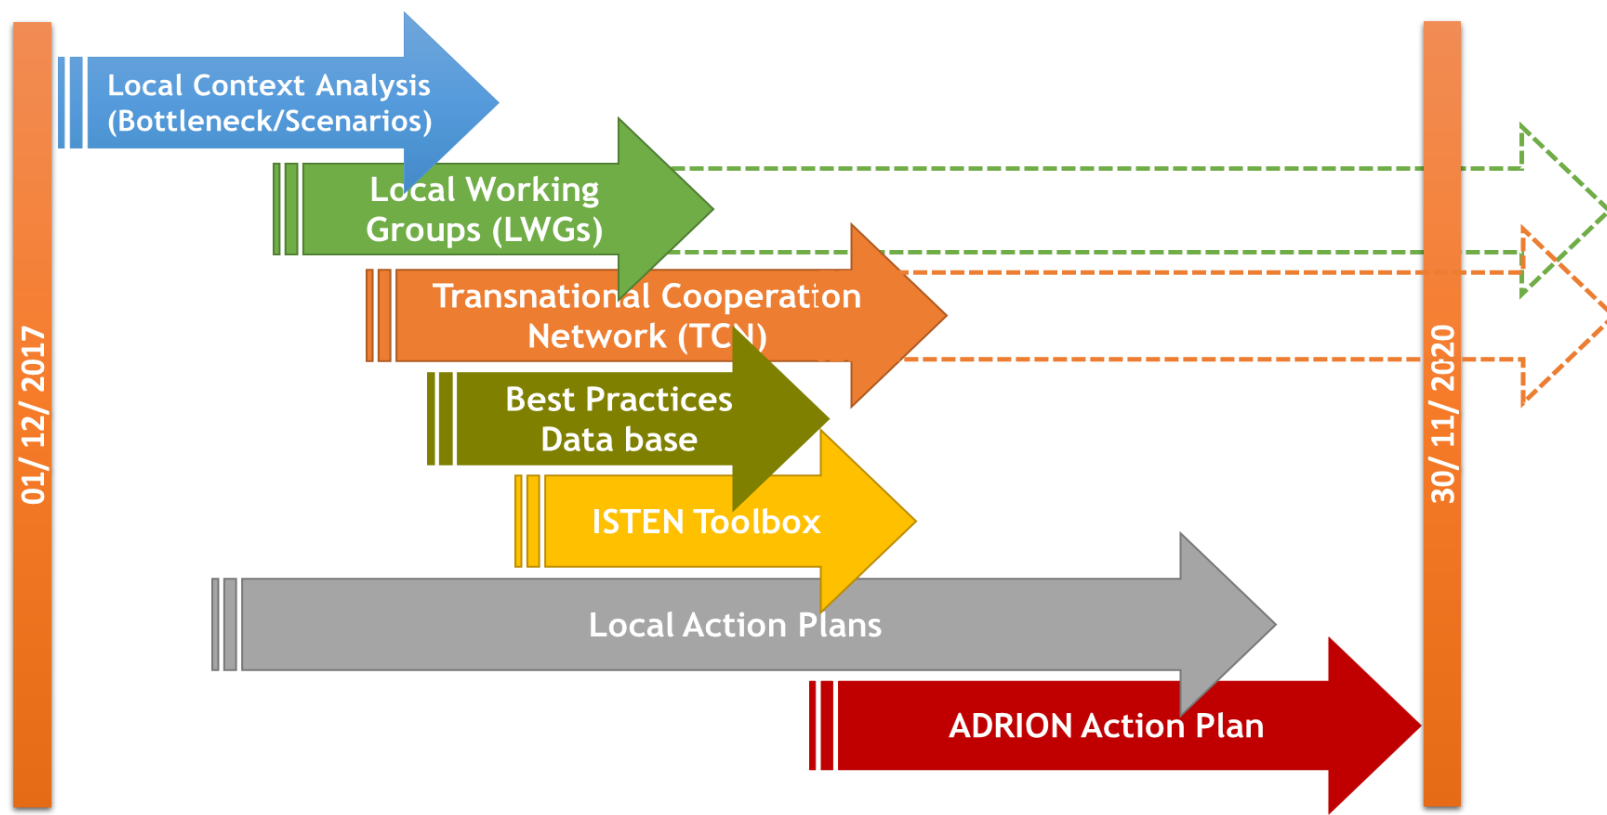 Local Context Analysis
(Bottleneck/Scenarios)
Local Working
Groups (LWGs)
Transnational Cooperation
Network (TCN)
Best Practices
Data base
ISTEN Toolbox
Local Action Plans
ADRION Action Plan
01/ 12/ 2017
30/ 11/ 2020